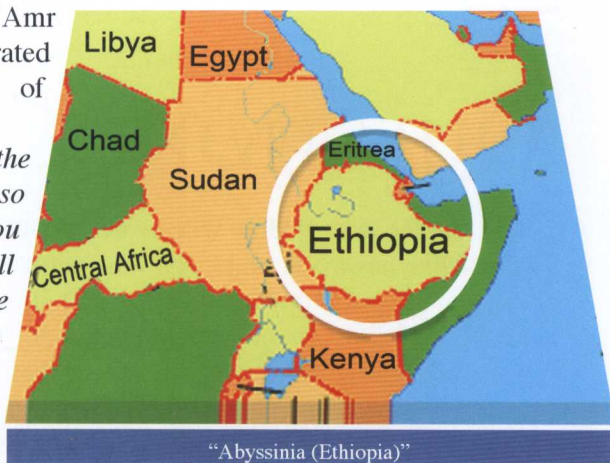 Amr
rated
of
the
so
ou
ll
e
Libya
Egypt
Chad
Eritrea
Sudan
Ethiopia
Central Africa
Kenya
"Abyssinia (Ethiopia)"